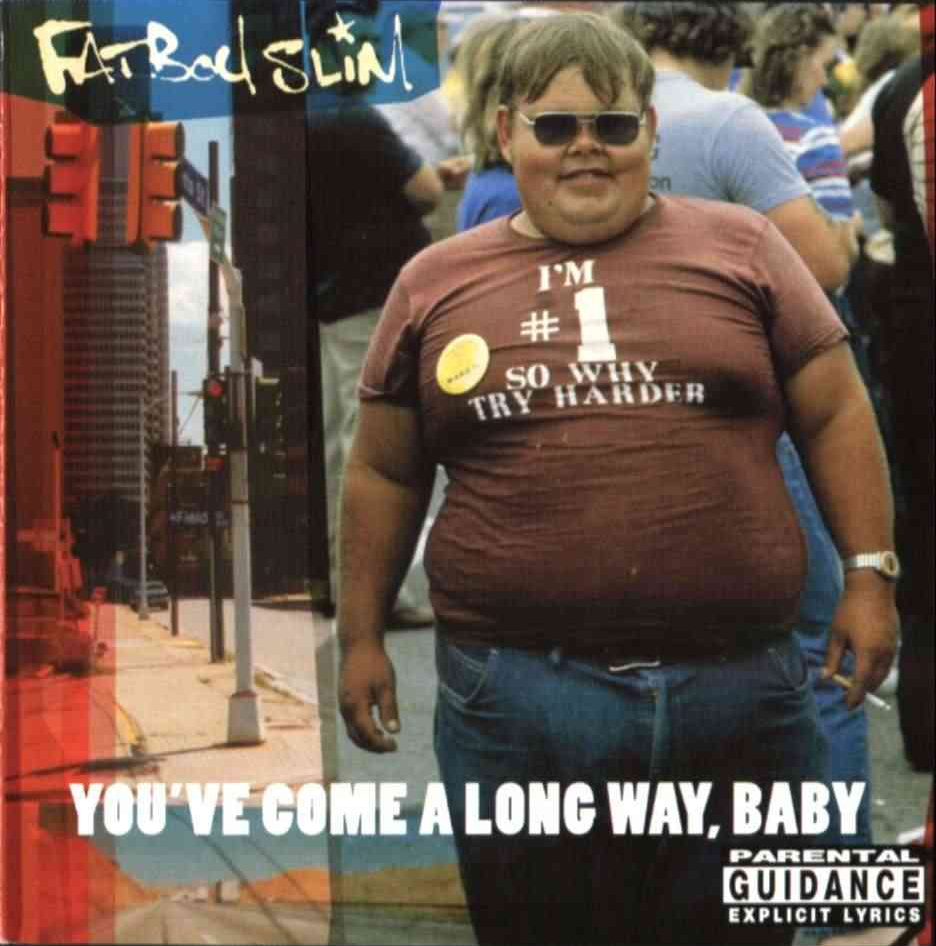 FATBOY SLIM
I'M
#1
SO WHY
TRY HARDER
YOU'VE COME A LONG WAY, BABY
PARENTAL
GUIDANCE
EXPLICIT LYRICS